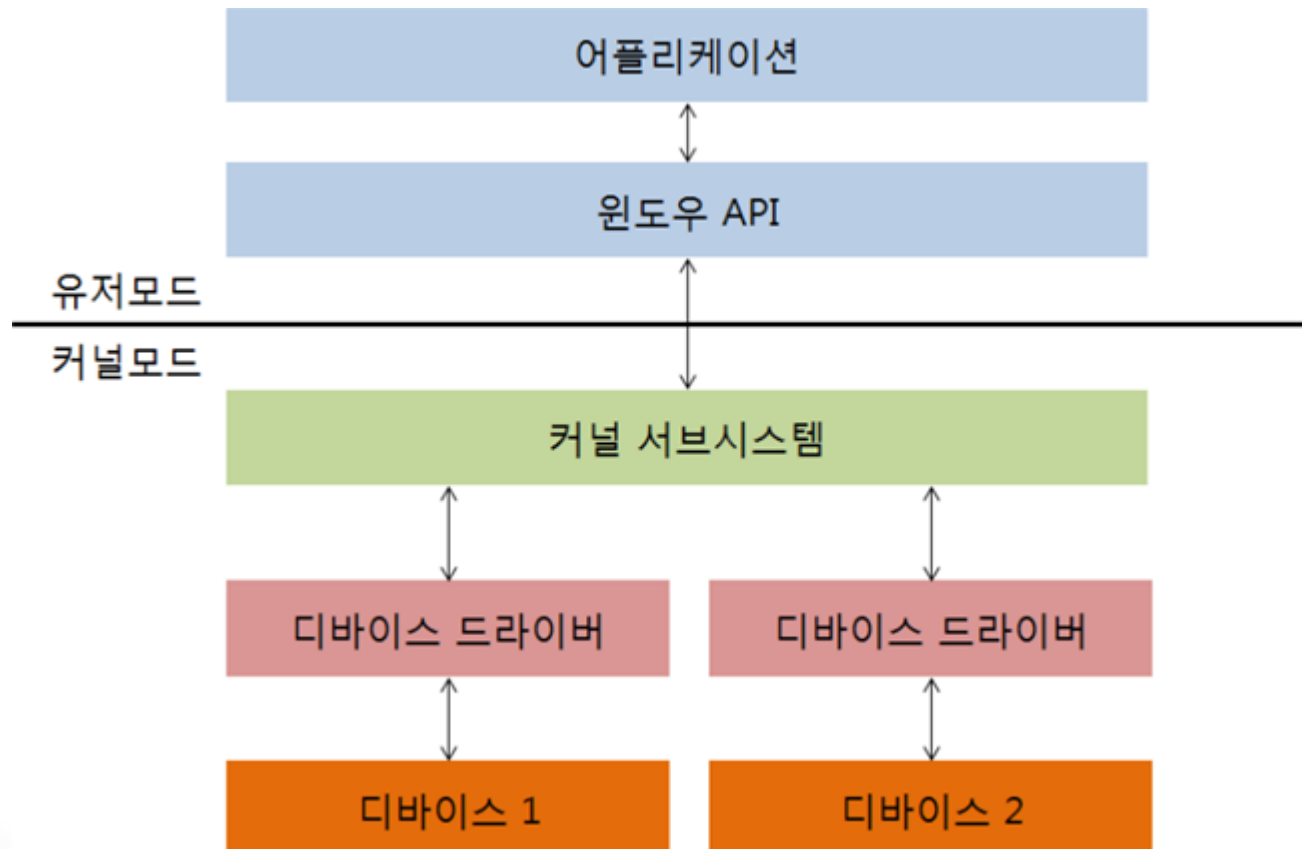 어플리케이션
윈도우 API
유저모드
커널모드
커널 서브시스템
디바이스 드라이버
디바이스 드라이버
디바이스 1
디바이스 2